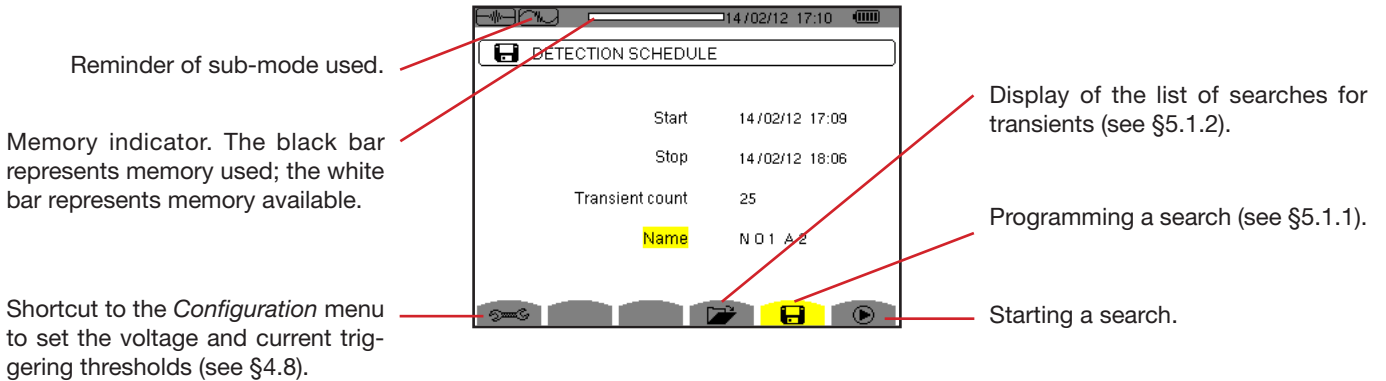 14/02/12 17:10
DETECTION SCHEDULE
Start 14/02/12 17:09
Stop 14/02/12 18:06
Transient count 25
Name NO1 A2
Reminder of sub-mode used.
Memory indicator. The black bar
represents memory used; the white
bar represents memory available.
Shortcut to the Configuration menu
to set the voltage and current trig-
gering thresholds (see §4.8).
Display of the list of searches for
transients (see §5.1.2).
Programming a search (see §5.1.1).
Starting a search.